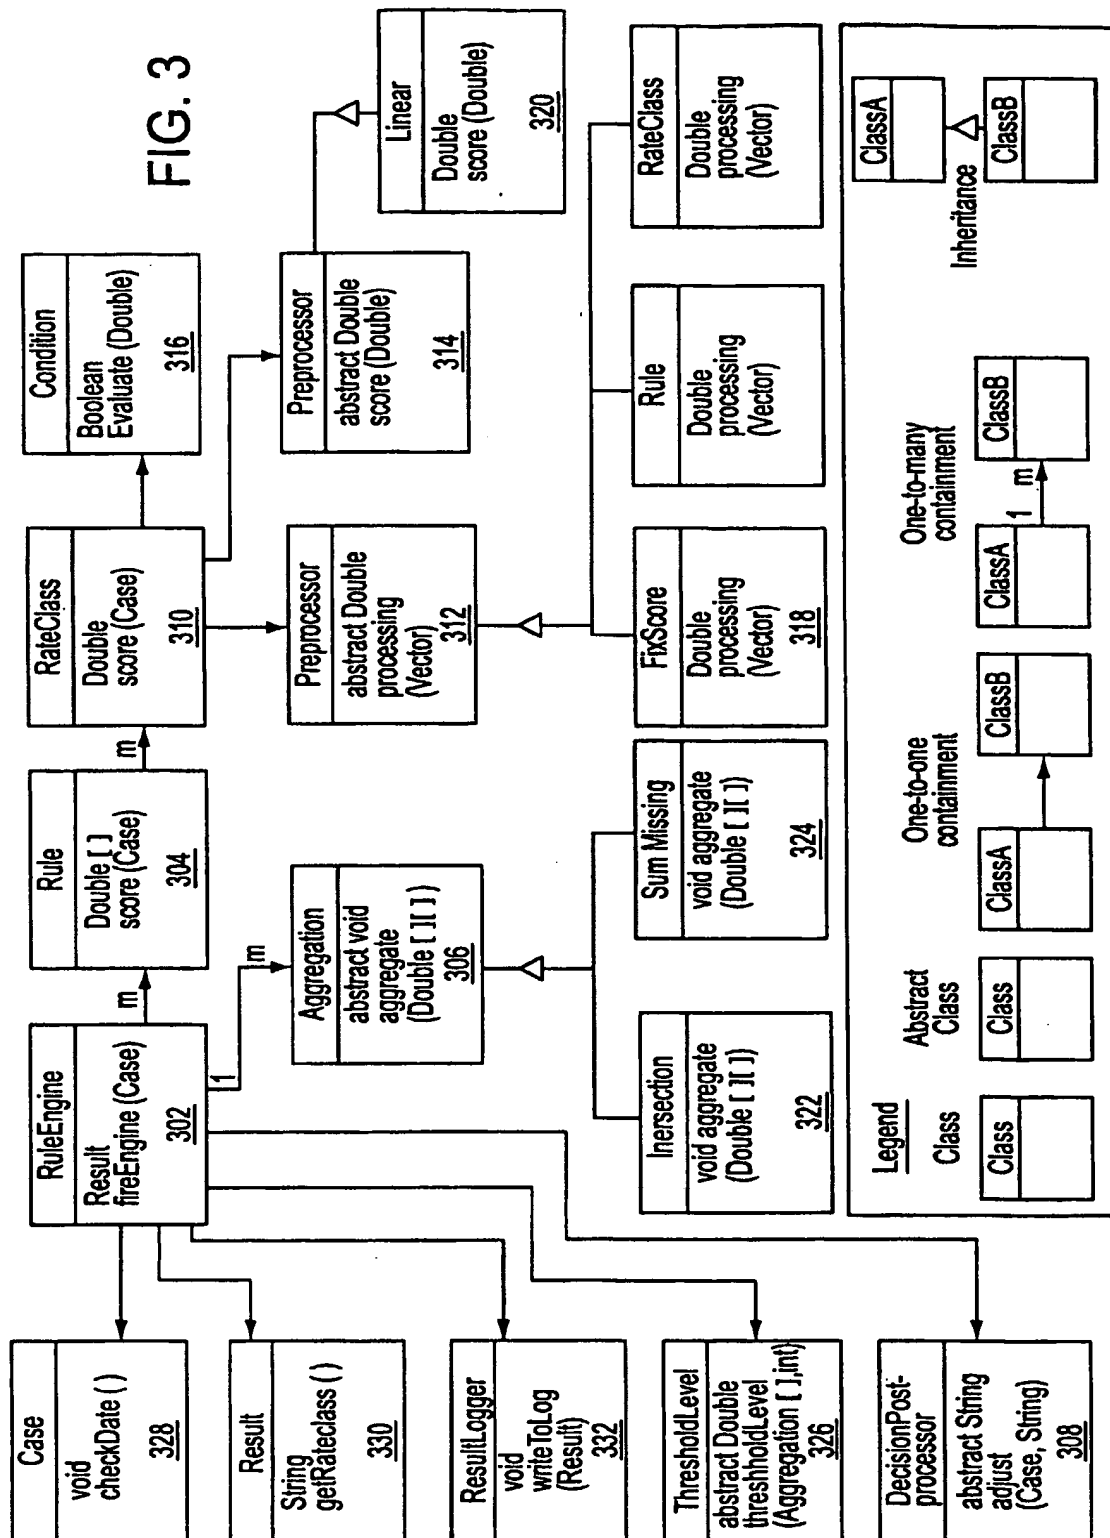 FIG. 3
Case
void
checkDate ( )
328
Result
String
getRateclass ( )
330
ResultLogger
void
writeToLog
(Result)
332
ThresholdLevel
abstract Double
threshholdLevel
(Aggregation [ ],int)
326
DecisionPost-
processor
abstract String
adjust
(Case, String)
308
RuleEngine
Result
fireEngine (Case)
302
m
1
m
Rule
Double [ ]
score (Case)
304
m
RateClass
Double
score (Case)
310
Condition
Boolean
Evaluate (Double)
316
Aggregation
abstract void
aggregate
(Double [ ][ ])
306
Preprocessor
abstract Double
processing
(Vector)
312
Preprocessor
abstract Double
score (Double)
314
Linear
Double
score (Double)
320
Inersection
void aggregate
(Double [ ][ ])
322
Sum Missing
void aggregate
(Double [ ][ ])
324
FixScore
Double
processing
(Vector)
318
Rule
Double
processing
(Vector)
RateClass
Double
processing
(Vector)
Legend
Class
Class
Abstract
Class
Class
One-to-one
containment
ClassA
ClassB
One-to-many
containment
ClassA
1
m
ClassB
Inheritance
ClassA
ClassB